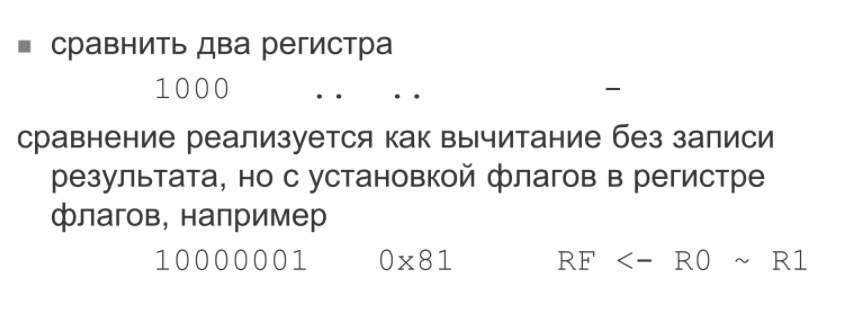 ▪ сравнить два регистра
1000 .. .. -
сравнение реализуется как вычитание без записи
результата, но с установкой флагов в регистре
флагов, например
10000001 0x81 RF <- R0 ~ R1